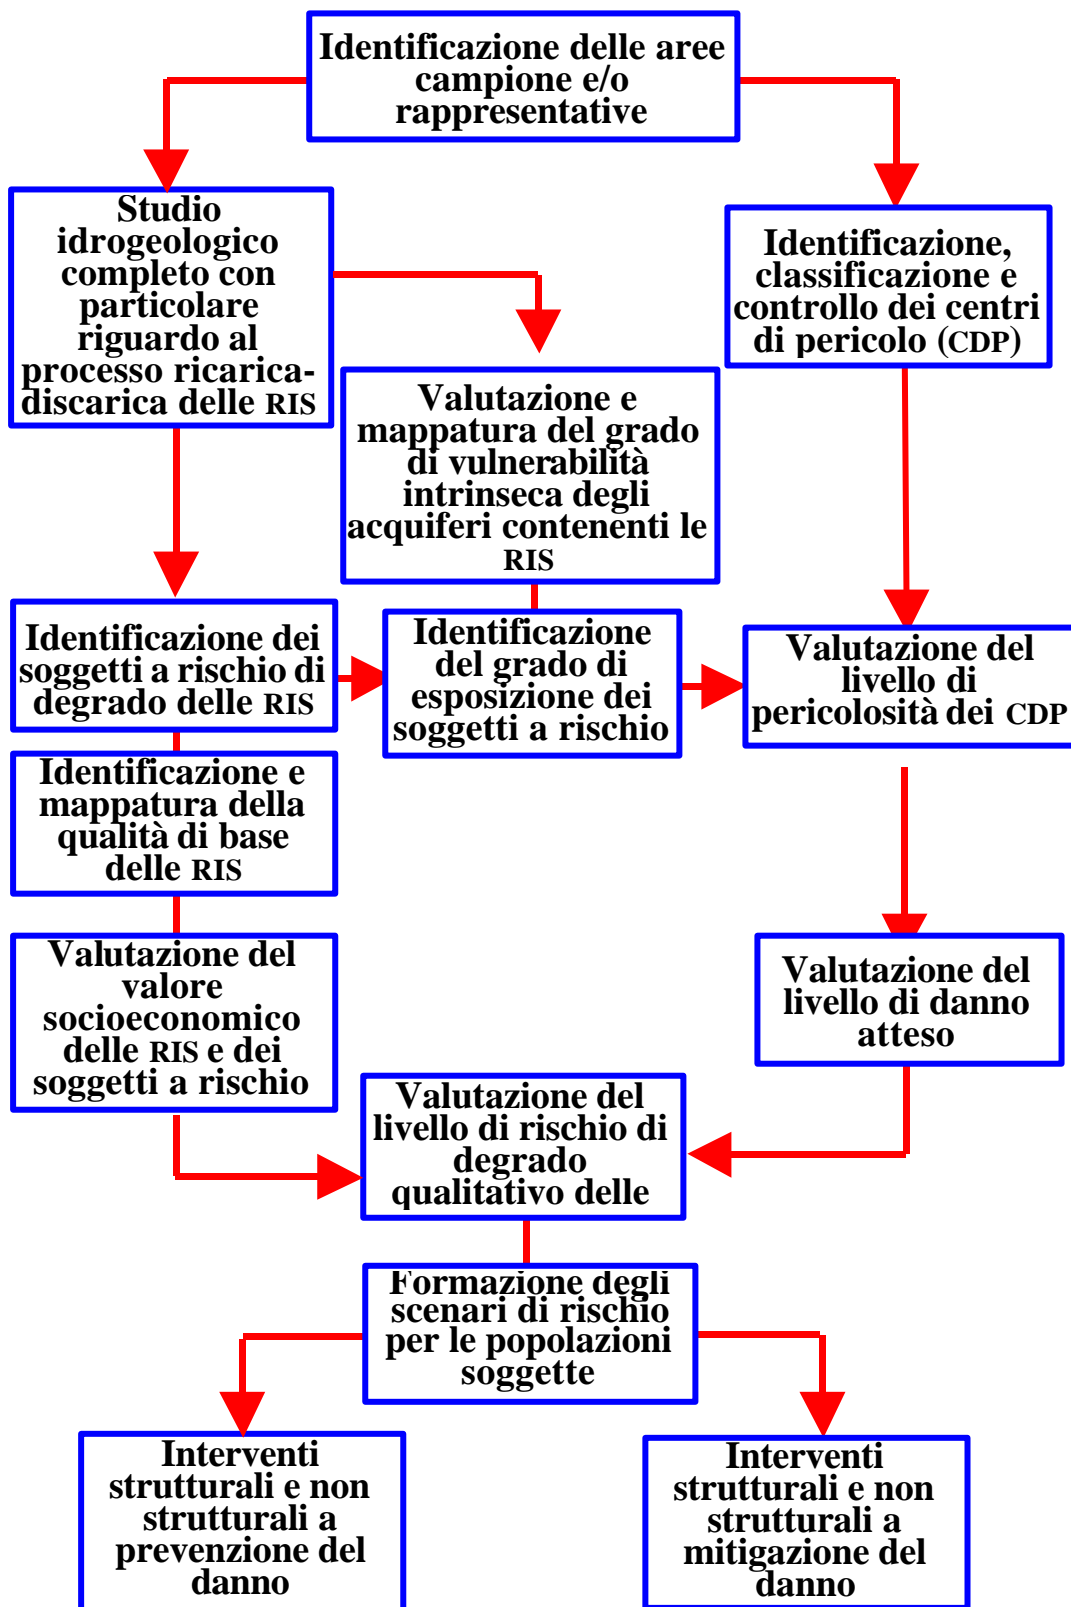 Identificazione delle aree
campione e/o
rappresentative
Studio
idrogeologico
completo con
particolare
riguardo al
processo ricarica-
discarica delle RIS
Identificazione,
classificazione e
controllo dei centri
di pericolo (CDP)
Valutazione e
mappatura del grado
di vulnerabilità
intrinseca degli
acquiferi contenenti le
RIS
Identificazione dei
soggetti a rischio di
degrado delle RIS
Identificazione
del grado di
esposizione dei
soggetti a rischio
Valutazione del
livello di
pericolosità dei CDP
Identificazione e
mappatura della
qualità di base
delle RIS
Valutazione del
valore
socioeconomico
delle RIS e dei
soggetti a rischio
Valutazione del
livello di danno
atteso
Valutazione del
livello di rischio di
degrado
qualitativo delle
Formazione degli
scenari di rischio
per le popolazioni
soggette
Interventi
strutturali e non
strutturali a
prevenzione del
danno
Interventi
strutturali e non
strutturali a
mitigazione del
danno